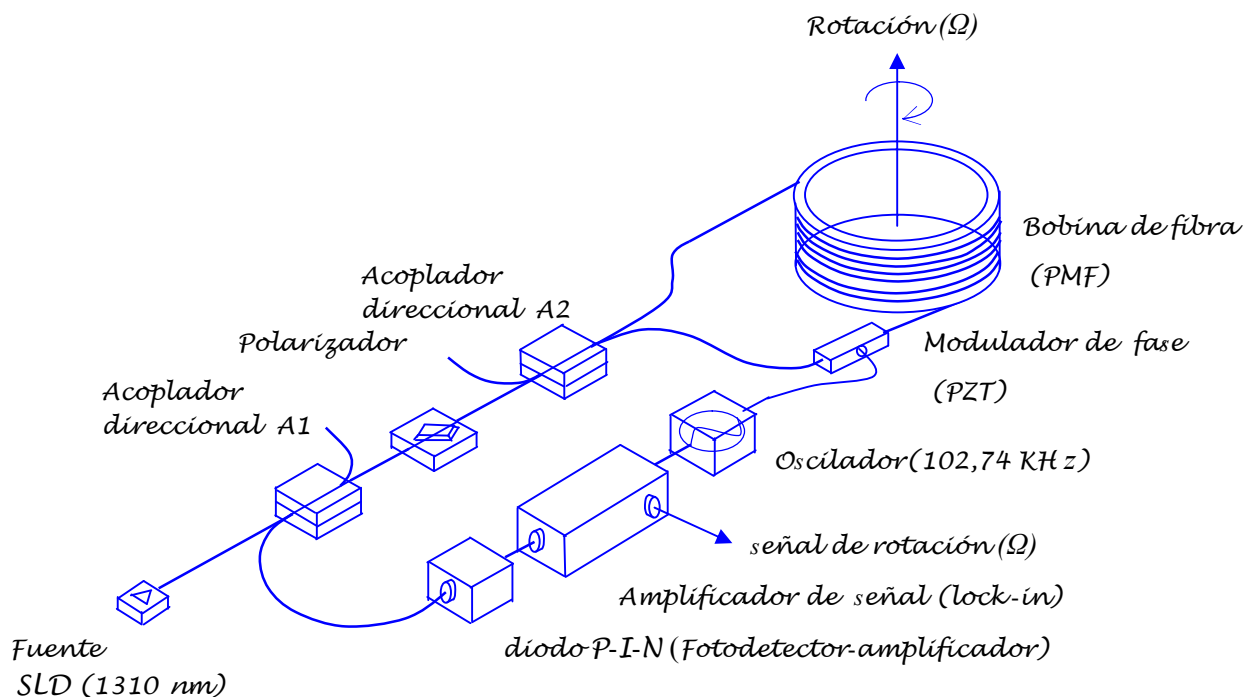 Rotación (Ω)
Bobina de fibra
(PMF)
Acoplador
direccional A2
Polarizador
Modulador de fase
(PZT)
Acoplador
direccional A1
Oscilador (102,74 KHz)
señal de rotación (Ω)
Amplificador de señal (lock-in)
diodo P-I-N (Fotodetector-amplificador)
Fuente
SLD (1310 nm)